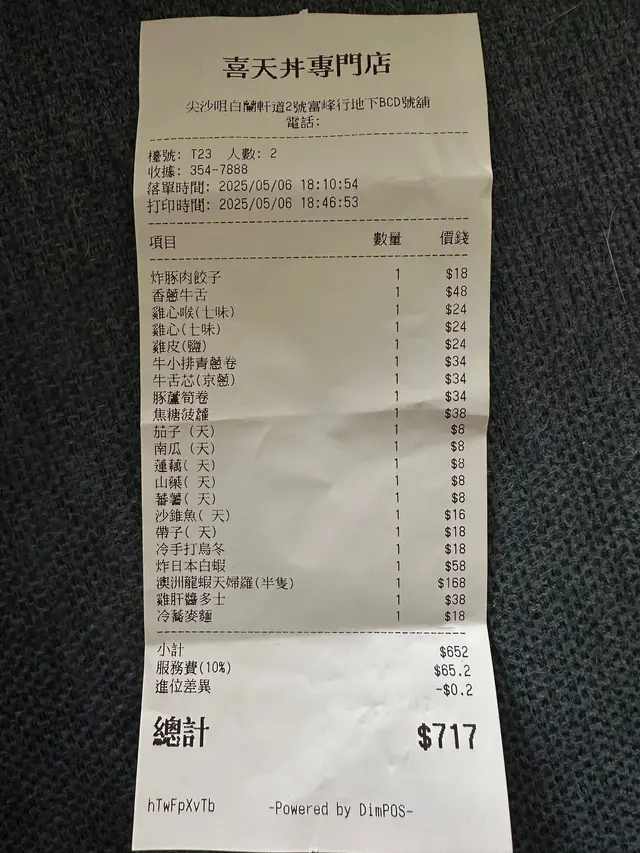 喜天丼專門店
尖沙咀白蘭軒道2號富峰行地下BCD號舖
電話:
檯號: T23 人數: 2
收據: 354-7888
落單時間: 2025/05/06 18:10:54
打印時間: 2025/05/06 18:46:53
項目 數量 價錢
炸豚肉餃子 1 $18
香蔥牛舌 1 $48
雞心喉(七味) 1 $24
雞心(七味) 1 $24
雞皮(鹽) 1 $24
牛小排青蔥卷 1 $34
牛舌芯(京蔥) 1 $34
豚蘆筍卷 1 $34
焦糖菠蘿 1 $38
茄子 (天) 1 $8
南瓜 (天) 1 $8
蓮藕( 天) 1 $8
山藥( 天) 1 $8
蕃薯( 天) 1 $8
沙錐魚( 天) 1 $16
帶子( 天) 1 $18
冷手打烏冬 1 $18
炸日本白蝦 1 $58
澳洲龍蝦天婦羅(半隻) 1 $168
雞肝醬多士 1 $38
冷蕎麥麵 1 $18
小計 $652
服務費(10%) $65.2
進位差異 -$0.2
總計 $717
hTwFpXvTb -Powered by DimPOS-